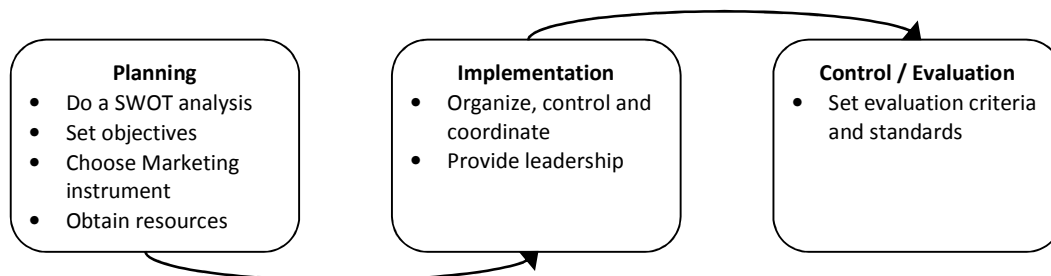 Planning
• Do a SWOT analysis
• Set objectives
• Choose Marketing
instrument
• Obtain resources
Implementation
• Organize, control and
coordinate
• Provide leadership
Control / Evaluation
• Set evaluation criteria
and standards